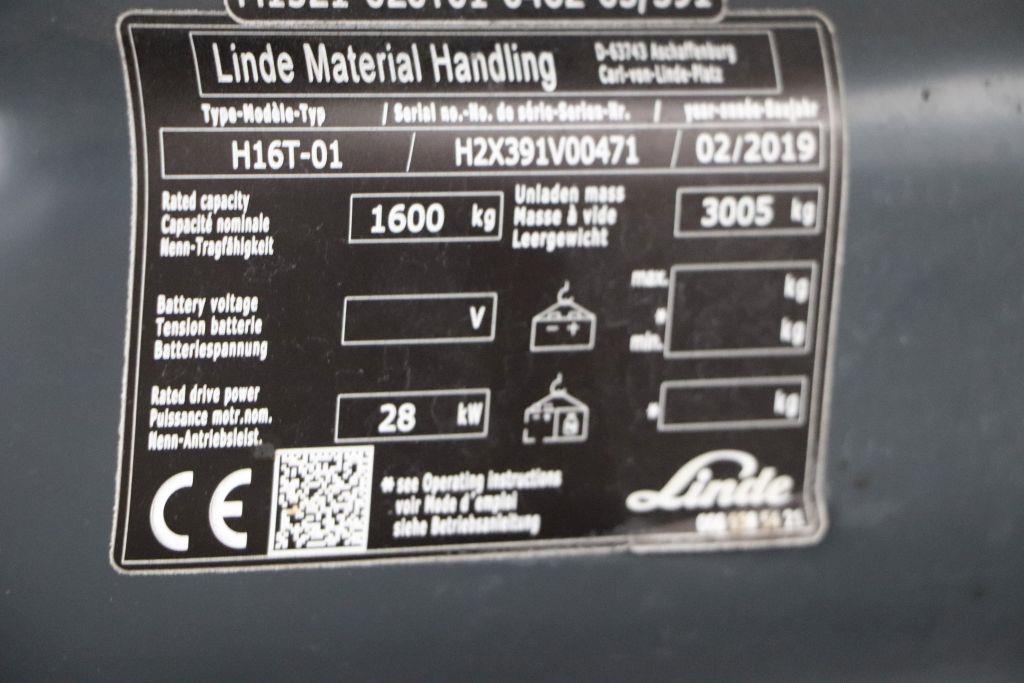 Linde Material Handling
D-63743 Aschaffenburg
Carl-von-Linde-Platz
Type-Modèle-Typ / Serial no.-No. de série-Serien-Nr. / year-année-Baujahr
H16T-01 / H2X391V00471 / 02/2019
Rated capacity
Capacité nominale
Nenn-Tragfähigkeit
1600 kg
Unladen mass
Masse à vide
Leergewicht
3005 kg
Battery voltage
Tension batterie
Batteriespannung
V
- +
max. kg
*
min. kg
Rated drive power
Puissance motr.nom.
Nenn-Antriebsleist.
28 kW
* kg
CE
* see Operating Instructions
voir Mode d'emploi
siehe Betriebsanleitung
Linde